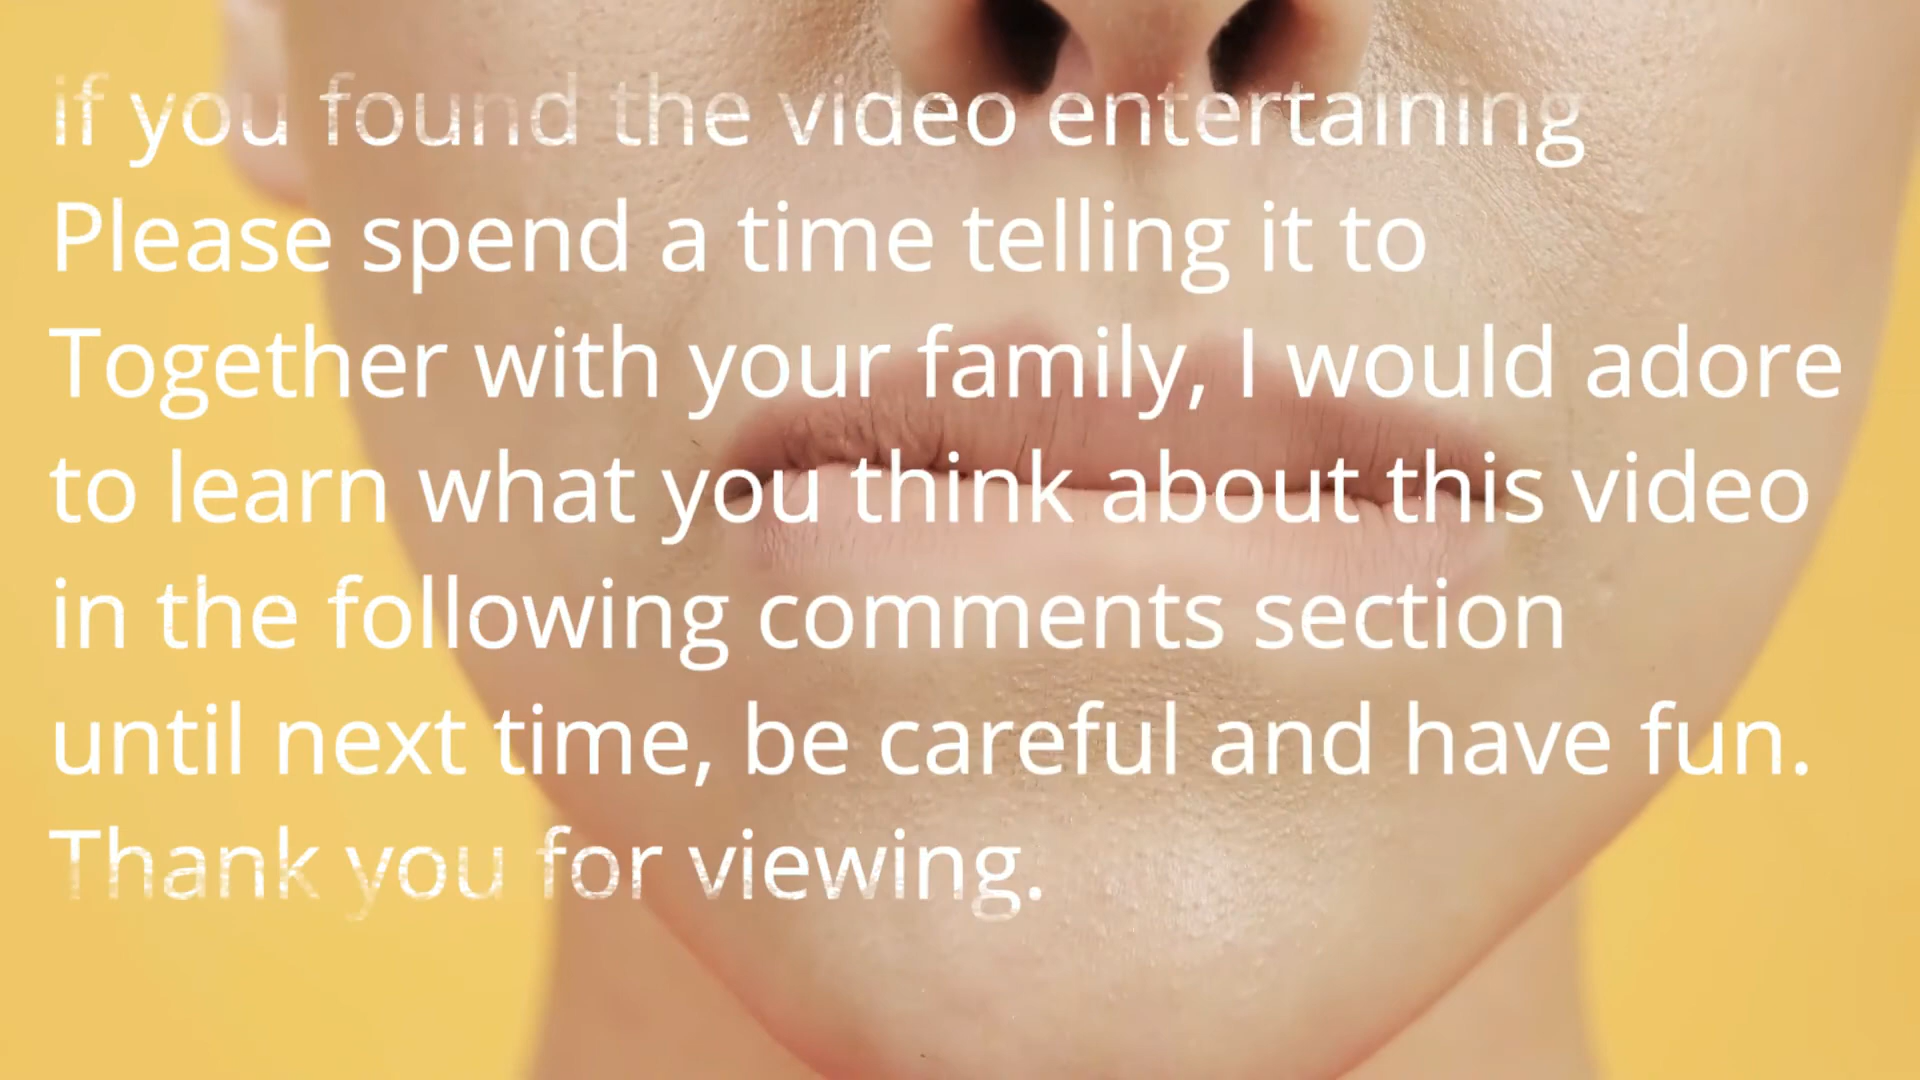 if you found the video entertaining
Please spend a time telling it to
Together with your family, I would adore
to learn what you think about this video
in the following comments section
until next time, be careful and have fun.
Thank you for viewing.